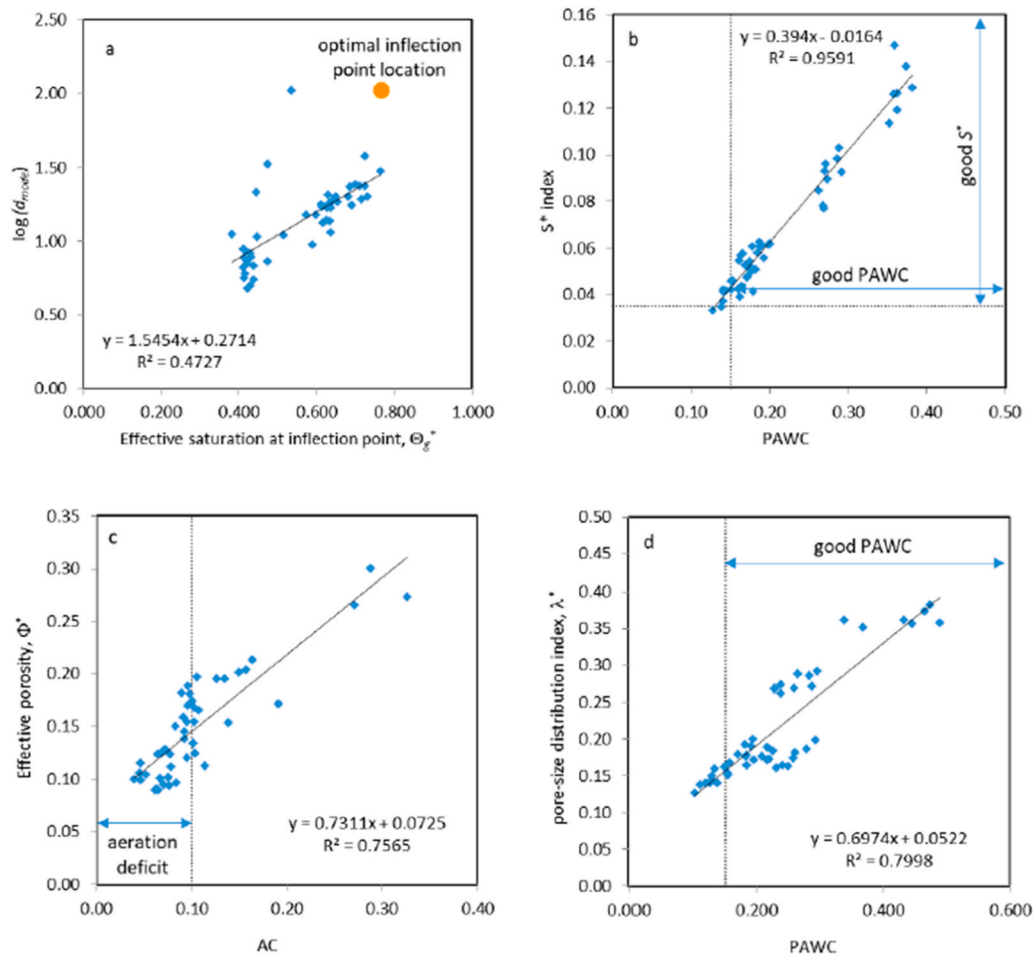 a
optimal inflection
point location
log (d_mode)
2.50
2.00
1.50
1.00
0.50
0.00
y = 1.5454x + 0.2714
R² = 0.4727
0.000 0.200 0.400 0.600 0.800 1.000
Effective saturation at inflection point, Θg*
b
y = 0.394x - 0.0164
R² = 0.9591
S* index
0.16
0.14
0.12
0.10
0.08
0.06
0.04
0.02
0.00
good S*
good PAWC
0.00 0.10 0.20 0.30 0.40 0.50
PAWC
c
Effective porosity, Φ*
0.35
0.30
0.25
0.20
0.15
0.10
0.05
0.00
aeration
deficit
y = 0.7311x + 0.0725
R² = 0.7565
0.00 0.10 0.20 0.30 0.40
AC
d
good PAWC
pore-size distribution index, λ*
0.50
0.45
0.40
0.35
0.30
0.25
0.20
0.15
0.10
0.05
0.00
y = 0.6974x + 0.0522
R² = 0.7998
0.000 0.200 0.400 0.600
PAWC